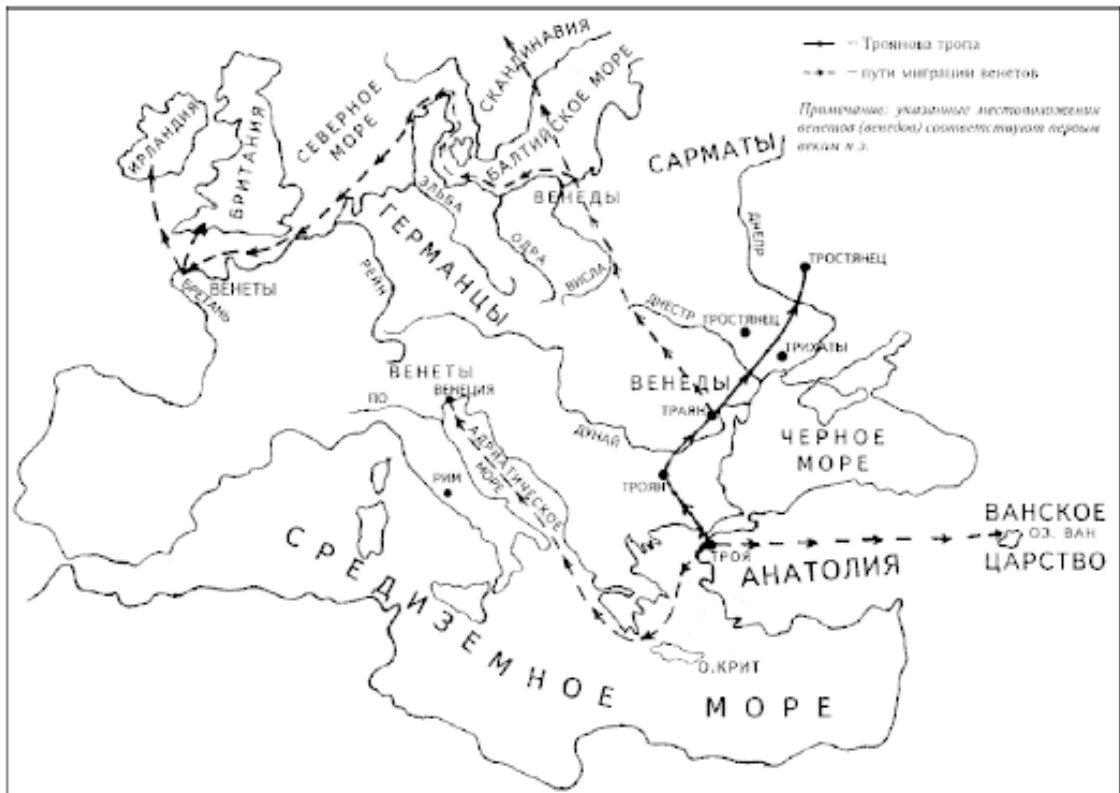 – Троянова тропа
– пути миграции венетов
Примечание: указанные местоположения
венетов (венедов) соответствуют первым
векам н.э.
СКАНДИНАВИЯ
СЕВЕРНОЕ
МОРЕ
БАЛТИЙСКОЕ МОРЕ
ИРЛАНДИЯ
БРИТАНИЯ
САРМАТЫ
ЭЛЬБА
ВЕНЕДЫ
ГЕРМАНЦЫ
ОДРА
ВИСЛА
ДНЕПР
РЕЙН
ВЕНЕТЫ
БРЕТАНЬ
ТРОСТЯНЕЦ
ДНЕСТР
ТРОСТЯНЕЦ
ТРИХАТЫ
ВЕНЕТЫ
ВЕНЕЦИЯ
ВЕНЕДЫ
ПО
ТРАЯН
ДУНАЙ
ЧЕРНОЕ
МОРЕ
АДРИАТИЧЕСКОЕ
МОРЕ
РИМ
ТРОЯН
ВАНСКОЕ
ОЗ. ВАН
ЦАРСТВО
ТРОЯ
АНАТОЛИЯ
О.КРИТ
СРЕДИЗЕМНОЕ МОРЕ